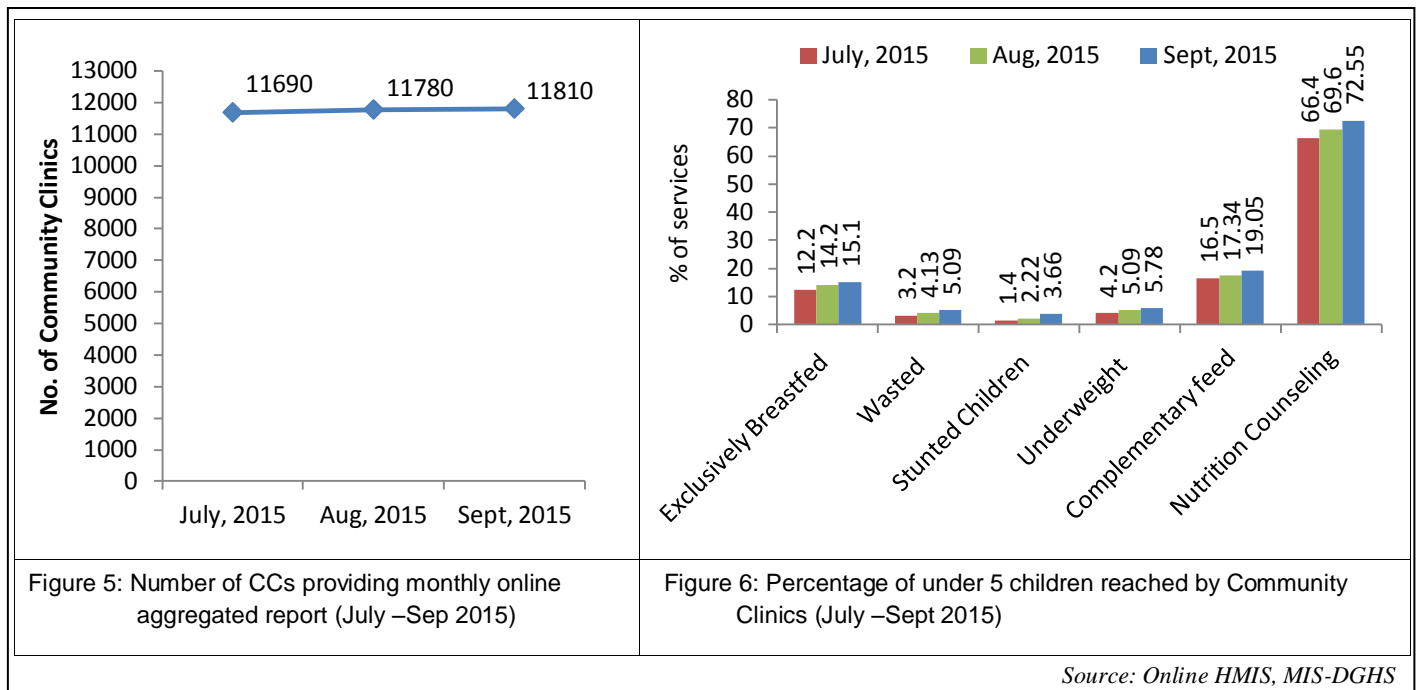 13000
12000
11000
10000
9000
8000
7000
6000
5000
4000
3000
2000
1000
0
No. of Community Clinics
11690
11780
11810
July, 2015
Aug, 2015
Sept, 2015
July, 2015
Aug, 2015
Sept, 2015
80
70
60
50
40
30
20
10
0
% of services
12.2
14.2
15.1
3.2
4.13
5.09
1.4
2.22
3.66
4.2
5.09
5.78
16.5
17.34
19.05
66.4
69.6
72.55
Exclusively Breastfed
Wasted
Stunted Children
Underweight
Complementary feed
Nutrition Counseling
Figure 5: Number of CCs providing monthly online
aggregated report (July –Sep 2015)
Figure 6: Percentage of under 5 children reached by Community
Clinics (July –Sept 2015)
Source: Online HMIS, MIS-DGHS